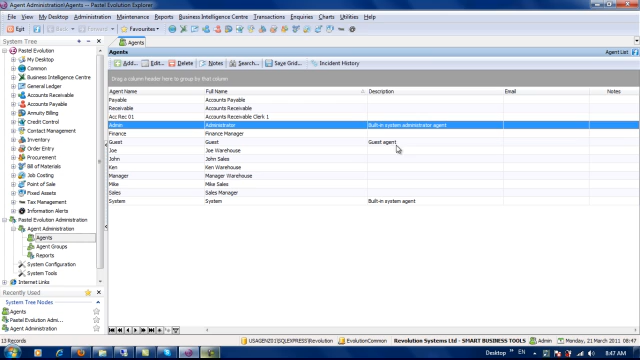 Agent Administration\Agents -- Pastel Evolution Explorer
File View My Desktop Administration Maintenance Reports Business Intelligence Centre Transactions Enquiries Charts Utilities Help
Exit Back Favourites
System Tree
Agents
Pastel Evolution
My Desktop
Common
Business Intelligence Centre
General Ledger
Accounts Receivable
Accounts Payable
Annuity Billing
Credit Control
Contact Management
Inventory
Order Entry
Procurement
Bill of Materials
Job Costing
Point of Sale
Fixed Assets
Tax Management
Information Alerts
Pastel Evolution Administration
Agent Administration
Agents
Agent Groups
Reports
System Configuration
System Tools
Internet Links
Recently Used
System Tree Nodes
Agents
Pastel Evolution Admi...
Agent Administration
Agents Agent List
Add... Edit... Delete Notes Search... Save Grid... Incident History
Drag a column header here to group by that column
Agent Name Full Name Description Email Notes
Payable Accounts Payable
Receivable Accounts Receivable
Acc Rec 01 Accounts Receivable Clerk 1
Admin Administrator Built-in system administrator agent
Finance Finance Manager
Guest Guest Guest agent
Joe Joe Warehouse
John John Sales
Ken Ken Warehouse
Manager Manager Warehouse
Mike Mike Sales
Sales Sales Manager
System System Built-in system agent
13 Records USAGENZ01\SQLEXPRESS\Revolution EvolutionCommon Revolution Systems Ltd - SMART BUSINESS TOOLS Admin Monday, 21 March 2011 08:4
Desktop EN 8:47 AM